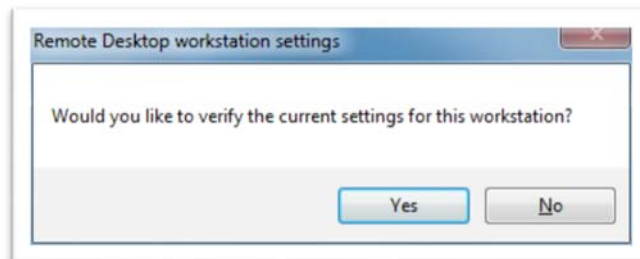 Remote Desktop workstation settings
Would you like to verify the current settings for this workstation?
Yes
No